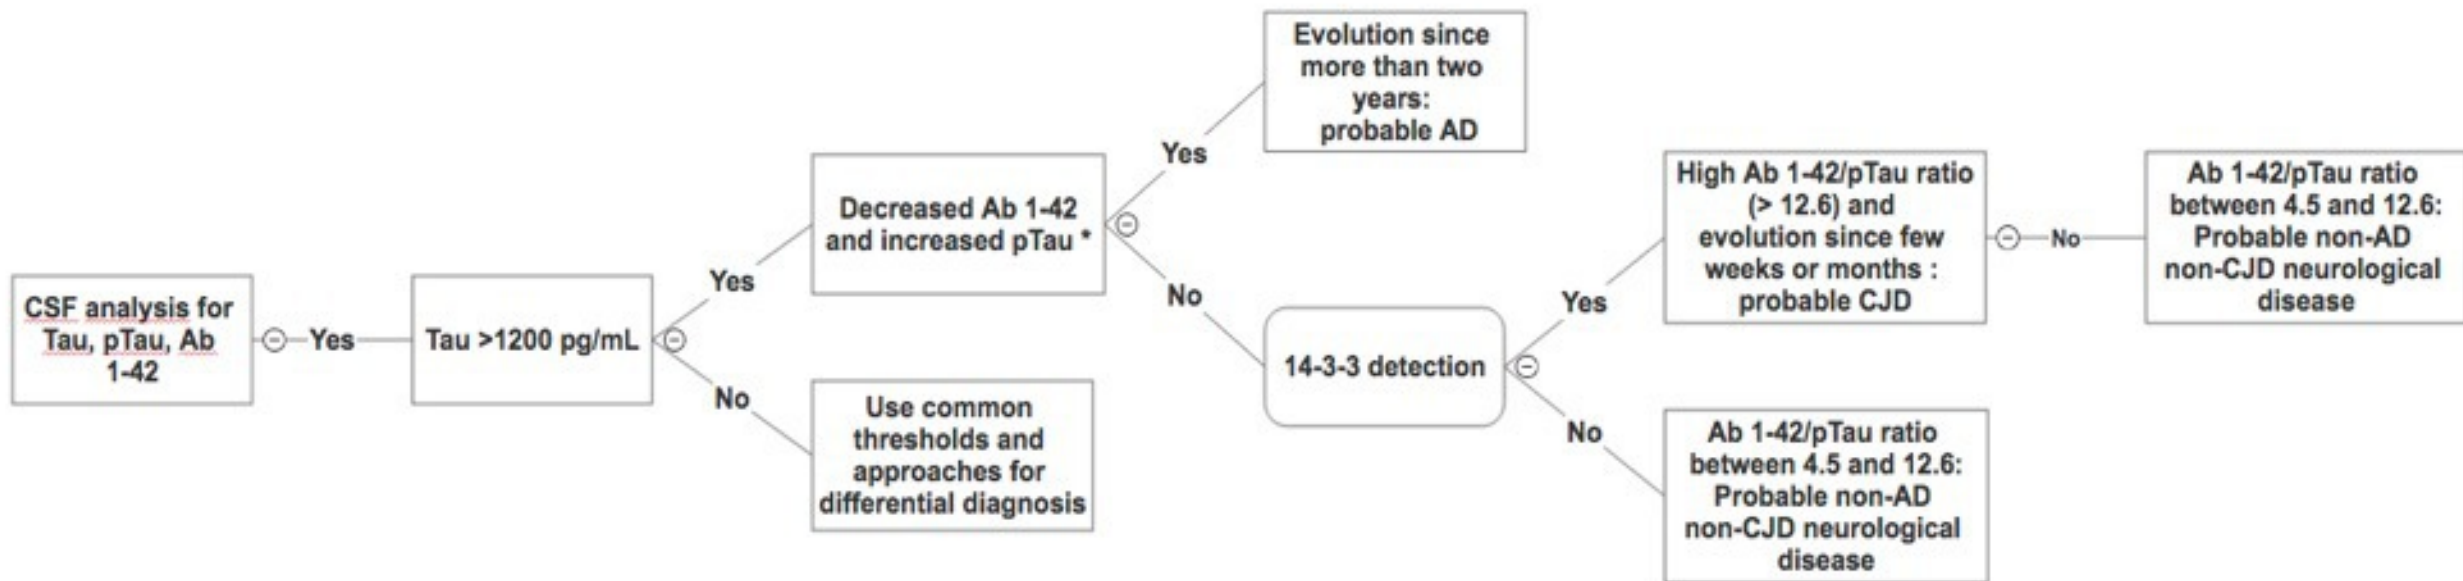 CSF analysis for
Tau, pTau, Ab
1-42
Yes
Tau >1200 pg/mL
Yes
No
Decreased Ab 1-42
and increased pTau *
Use common
thresholds and
approaches for
differential diagnosis
Yes
No
Evolution since
more than two
years:
probable AD
14-3-3 detection
Yes
No
High Ab 1-42/pTau ratio
(> 12.6) and
evolution since few
weeks or months :
probable CJD
No
Ab 1-42/pTau ratio
between 4.5 and 12.6:
Probable non-AD
non-CJD neurological
disease
Ab 1-42/pTau ratio
between 4.5 and 12.6:
Probable non-AD
non-CJD neurological
disease